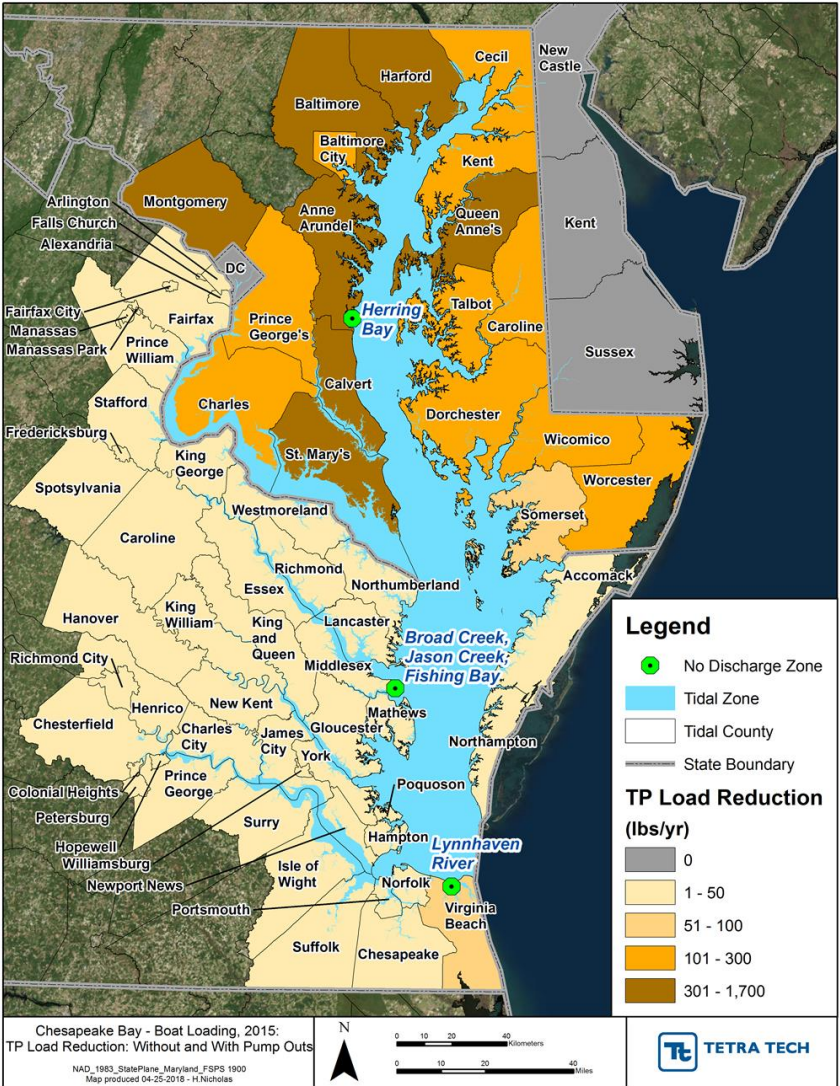 Cecil
New
Castle
Harford
Baltimore
Baltimore
City
Kent
Arlington
Falls Church
Alexandria
Montgomery
Anne
Arundel
Queen
Anne's
Kent
DC
Fairfax City
Manassas
Manassas Park
Fairfax
Prince
William
Prince
George's
Herring
Bay
Talbot
Caroline
Sussex
Calvert
Stafford
Charles
Dorchester
Wicomico
Fredericksburg
King
George
St. Mary's
Worcester
Spotsylvania
Westmoreland
Somerset
Caroline
Richmond
Northumberland
Accomack
Essex
Hanover
King
William
King
and
Queen
Lancaster
Broad Creek,
Jason Creek,
Fishing Bay
Richmond City
Middlesex
Henrico
New Kent
Mathews
Chesterfield
Charles
City
James
City
Gloucester
Northampton
York
Prince
George
Poquoson
Colonial Heights
Petersburg
Surry
Hopewell
Williamsburg
Hampton
Lynnhaven
River
Newport News
Isle of
Wight
Norfolk
Portsmouth
Virginia
Beach
Suffolk
Chesapeake
Legend
No Discharge Zone
Tidal Zone
Tidal County
State Boundary
TP Load Reduction
(lbs/yr)
0
1 - 50
51 - 100
101 - 300
301 - 1,700
Chesapeake Bay - Boat Loading, 2015:
TP Load Reduction: Without and With Pump Outs
NAD_1983_StatePlane_Maryland_FSPS 1900
Map produced 04-25-2018 - H.Nicholas
N
0 10 20 40
Kilometers
0 10 20 40
Miles
Tt TETRA TECH